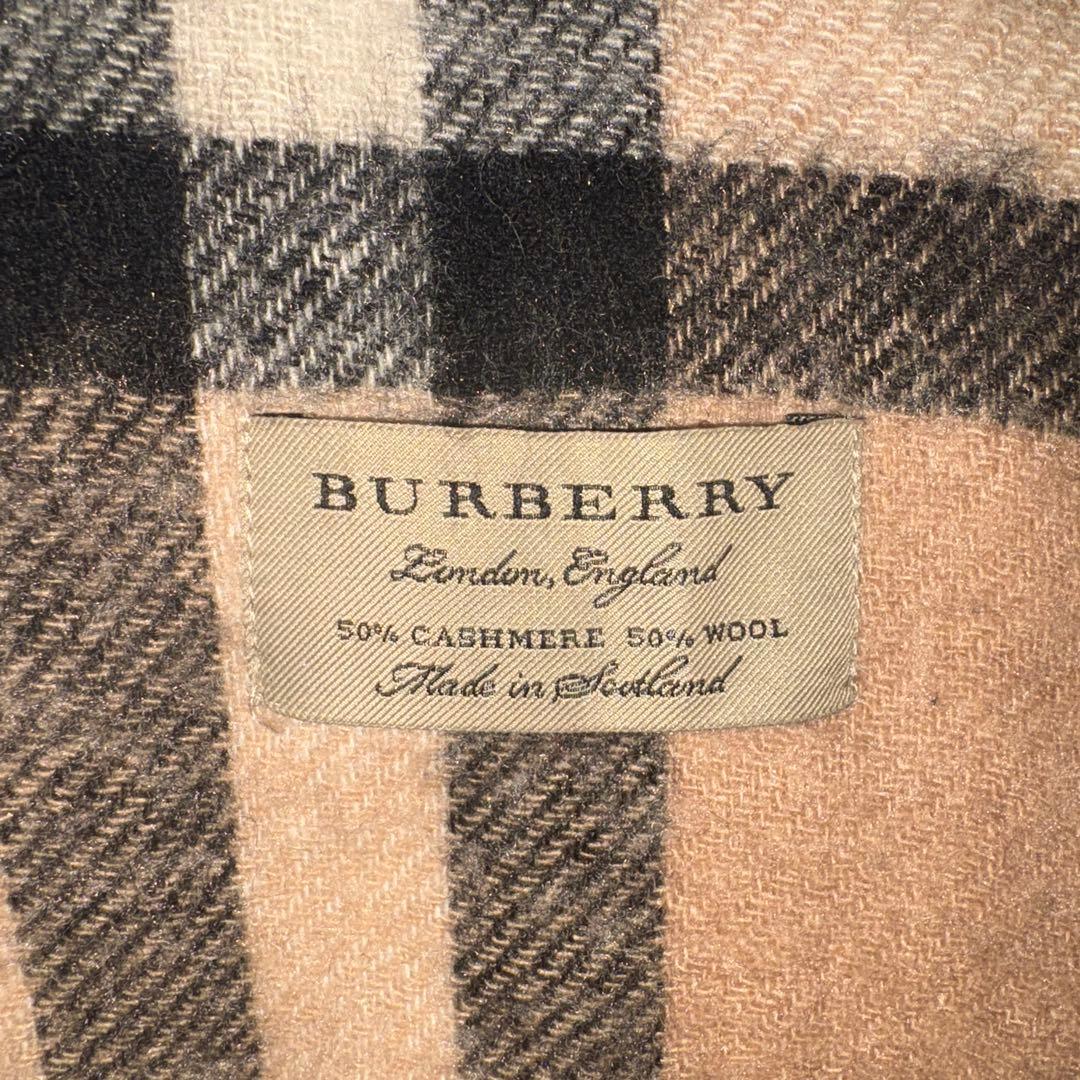 BURBERRY
London, England
50% CASHMERE 50% WOOL
Made in Scotland